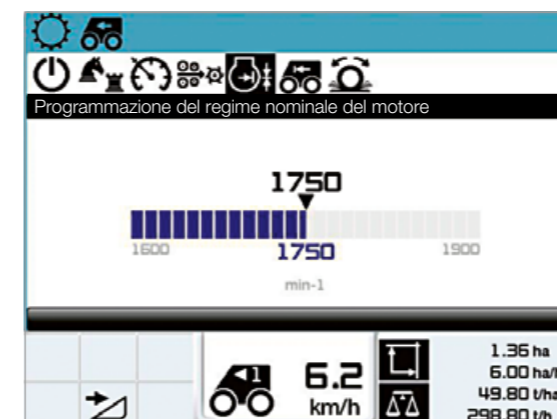 Programmazione del regime nominale del motore
1750
1600 1750 1900
min-1
1
6.2
km/h
1.36 ha
6.00 ha/
49.80 t/ha
298.80 t/h